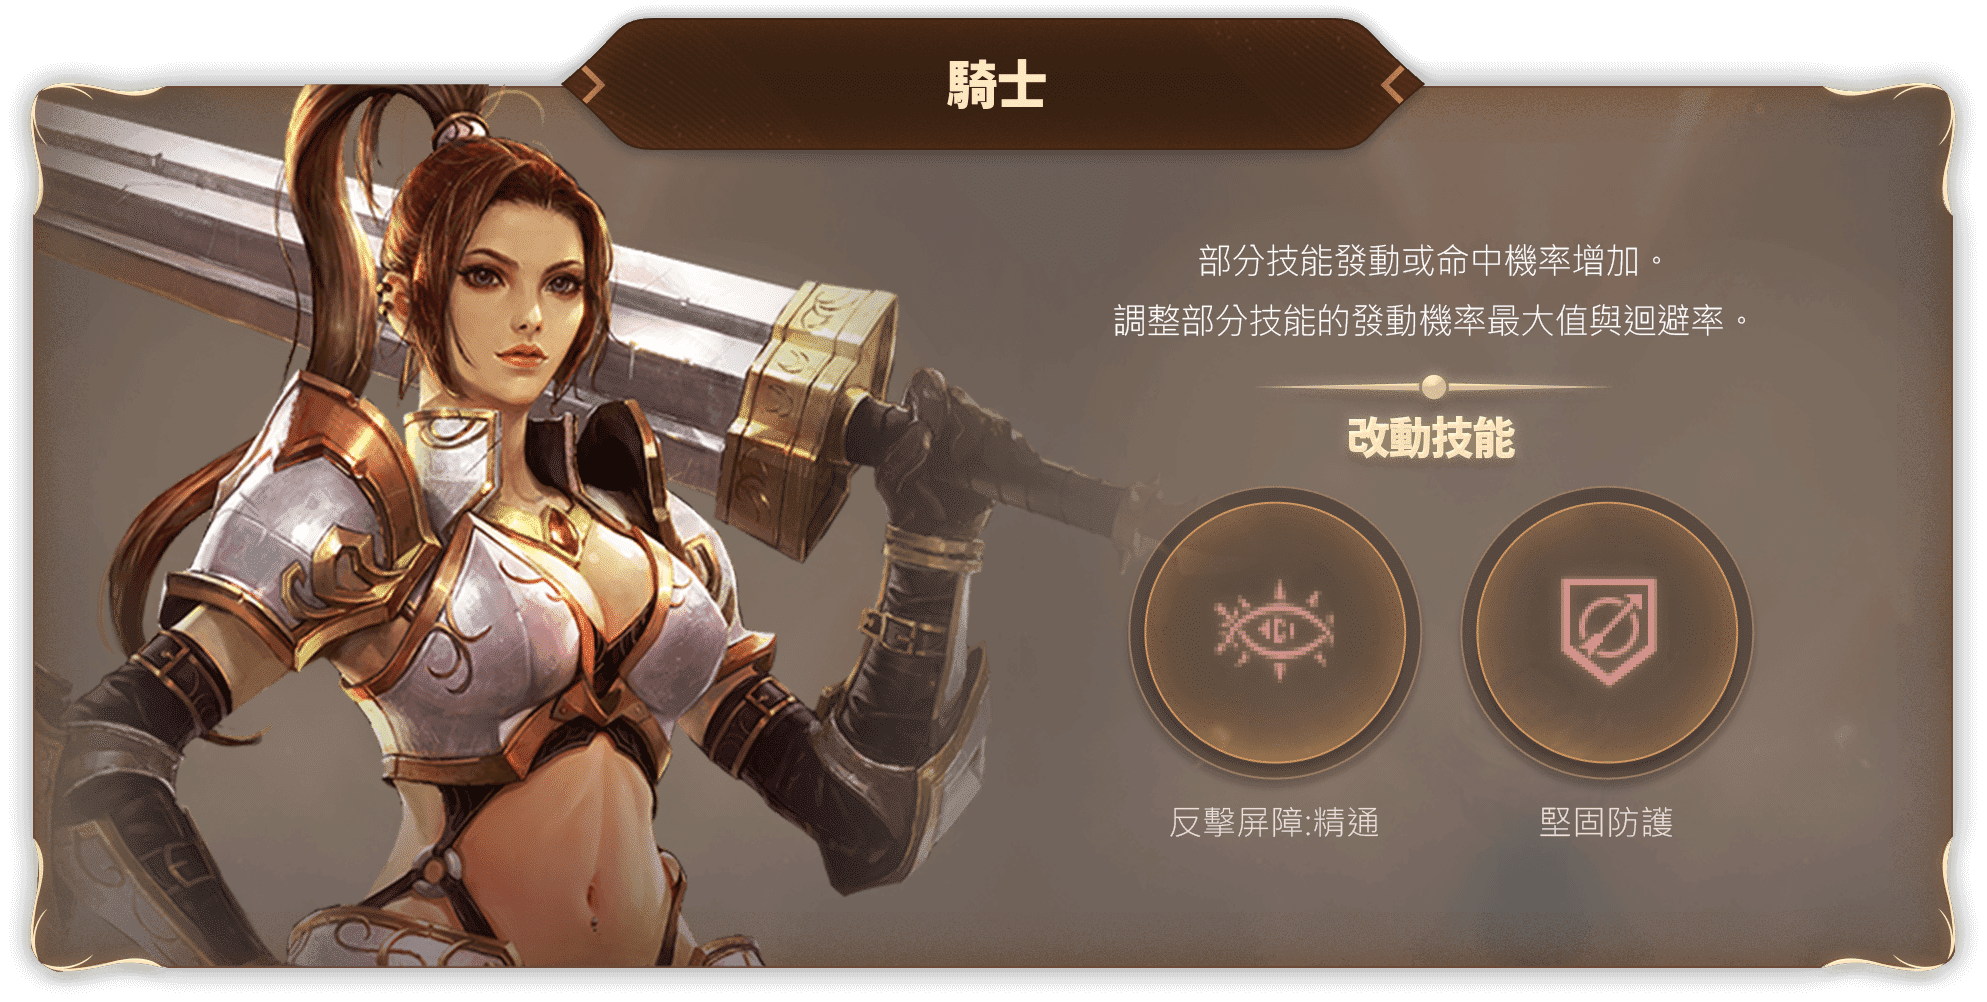 騎士
部分技能發動或命中機率增加。
調整部分技能的發動機率最大值與迴避率。
改動技能
反擊屏障:精通
堅固防護